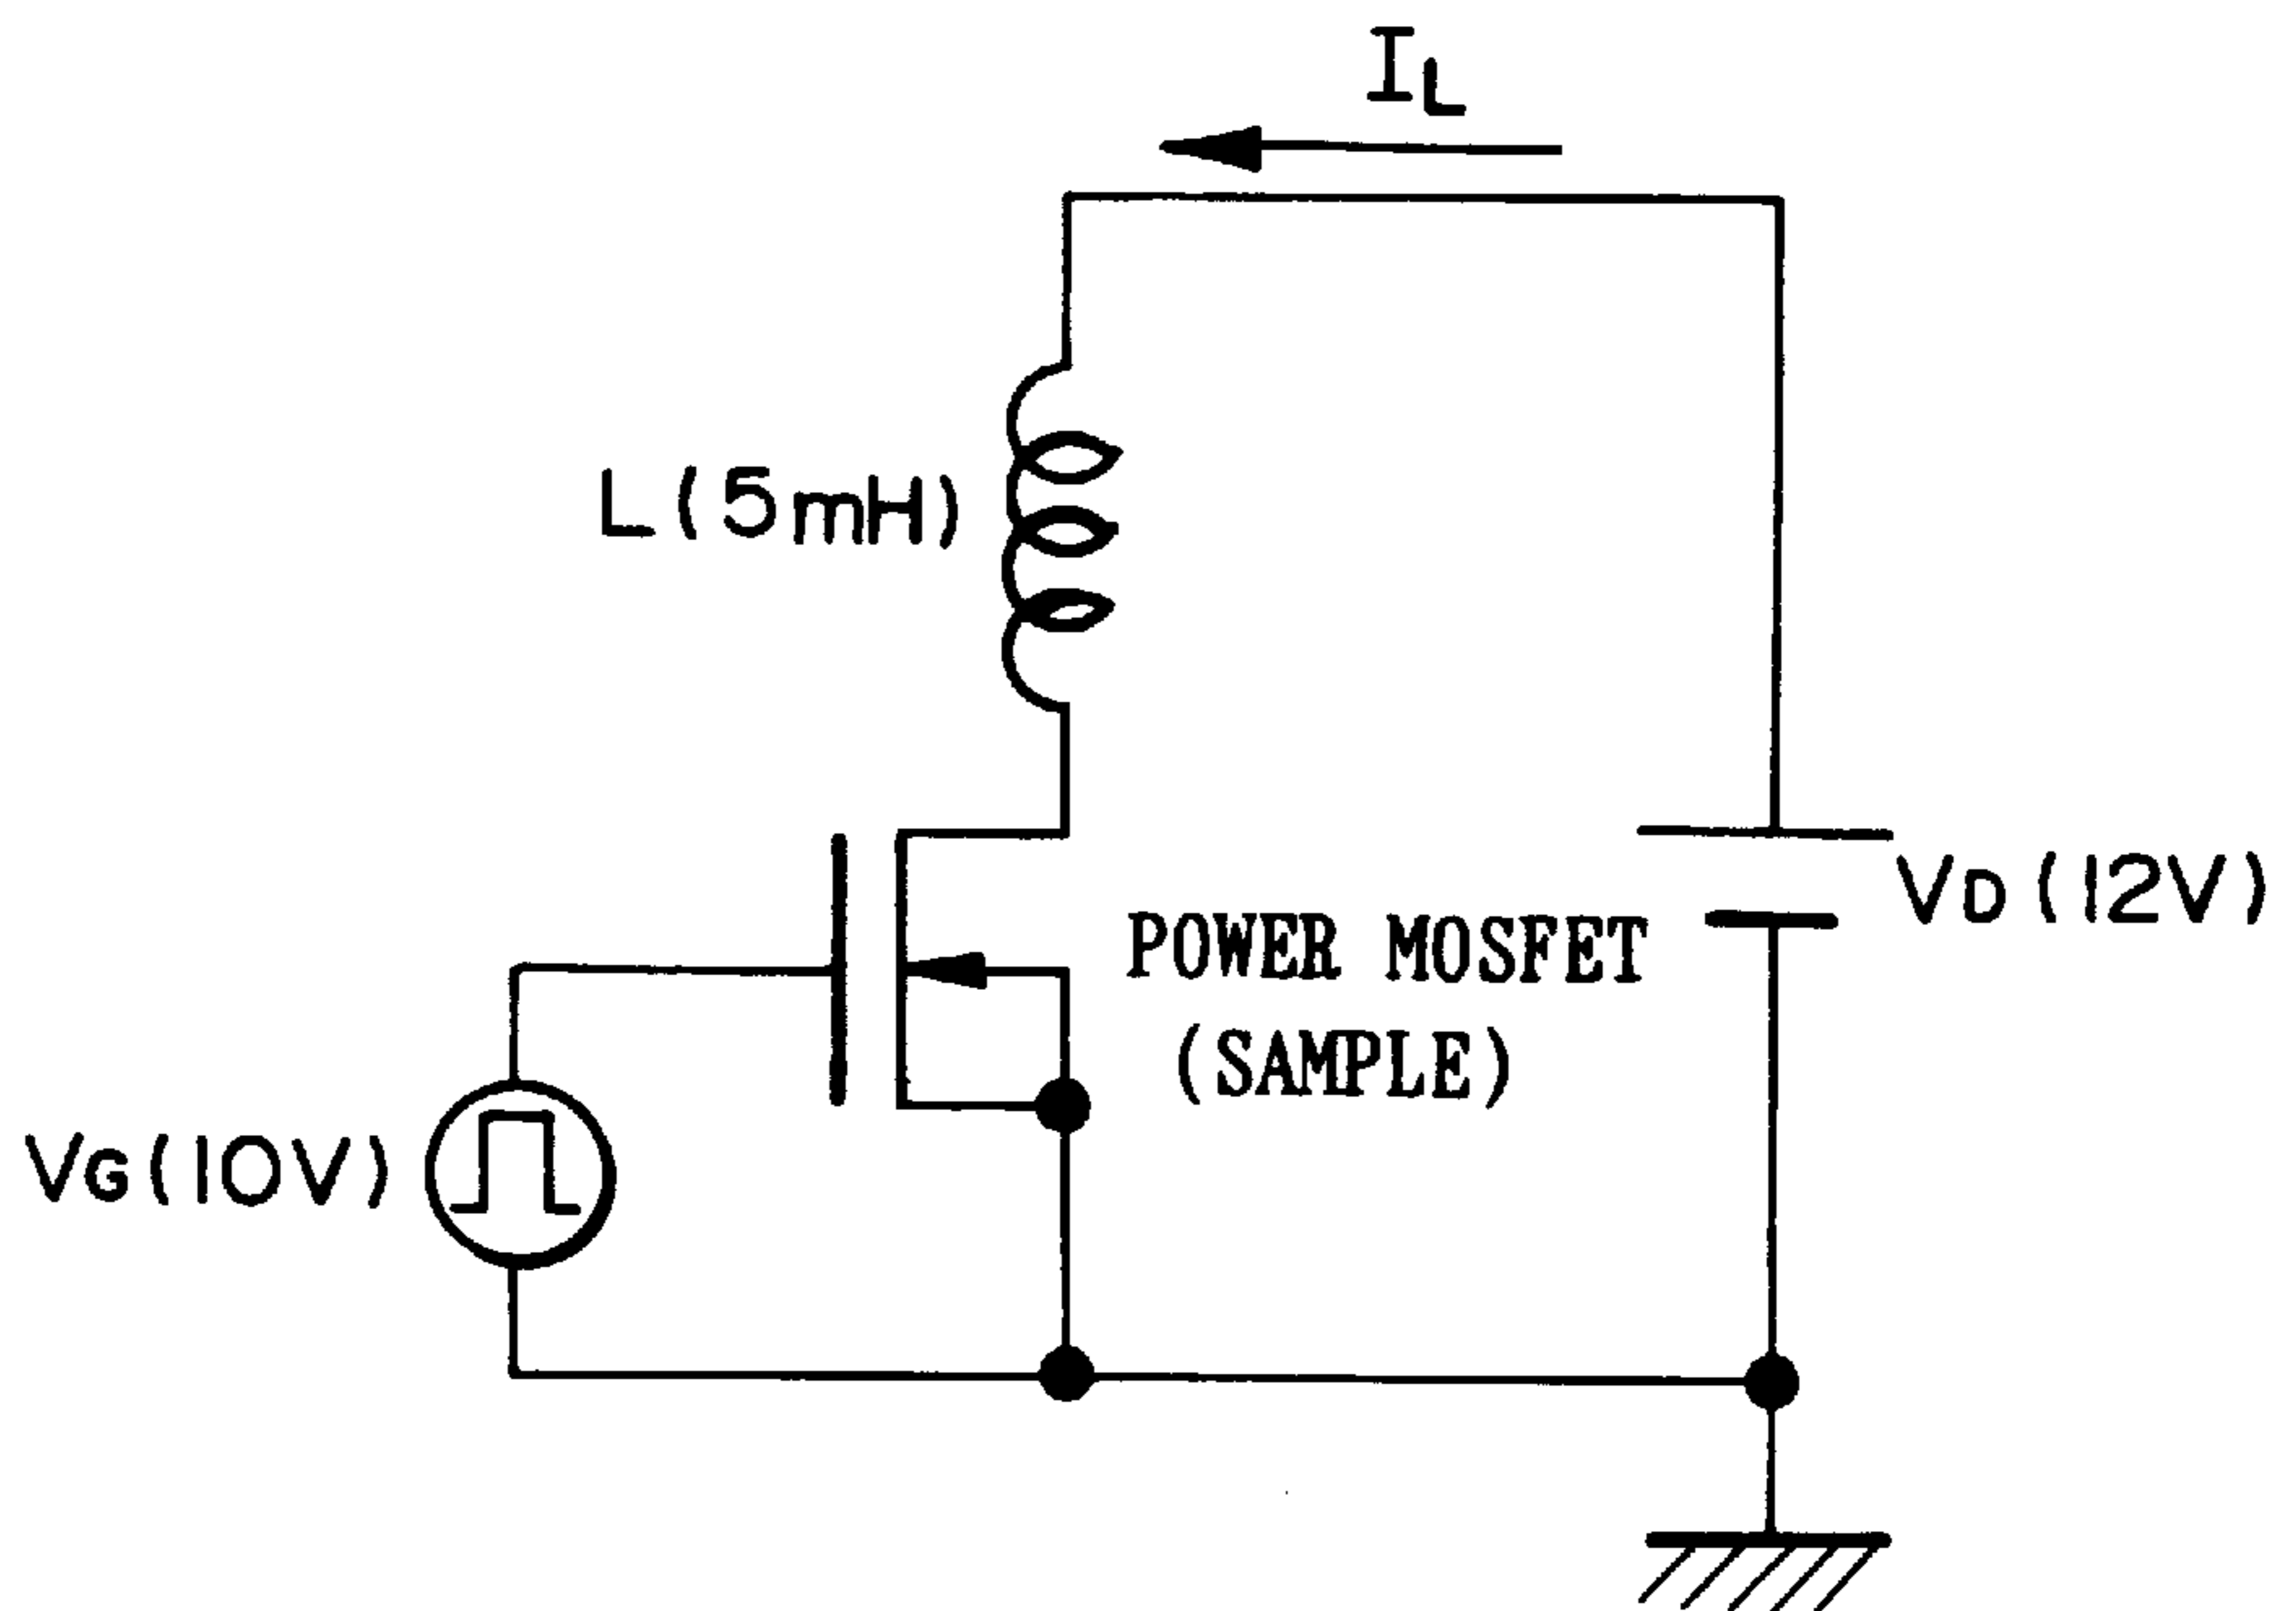 IL
L(5mH)
VD(12V)
POWER MOSFET
(SAMPLE)
VG(10V)